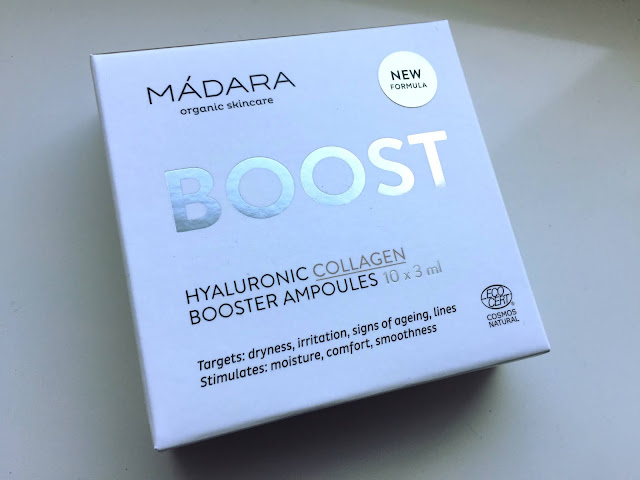 MÁDARA
organic skincare
NEW
FORMULA
BOOST
HYALURONIC COLLAGEN
BOOSTER AMPOULES 10 x 3 ml
Targets: dryness, irritation, signs of ageing, lines
Stimulates: moisture, comfort, smoothness
ECO
CERT®
COSMOS
NATURAL